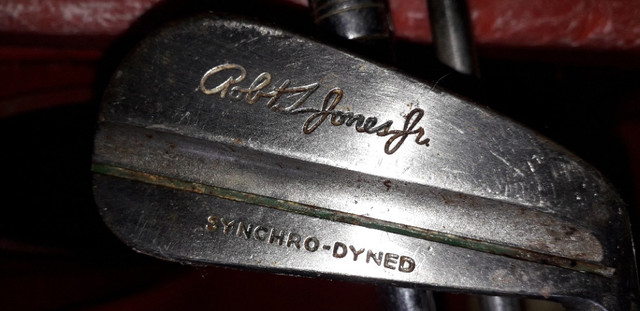 Robt. T. Jones Jr.
SYNCHRO-DYNED